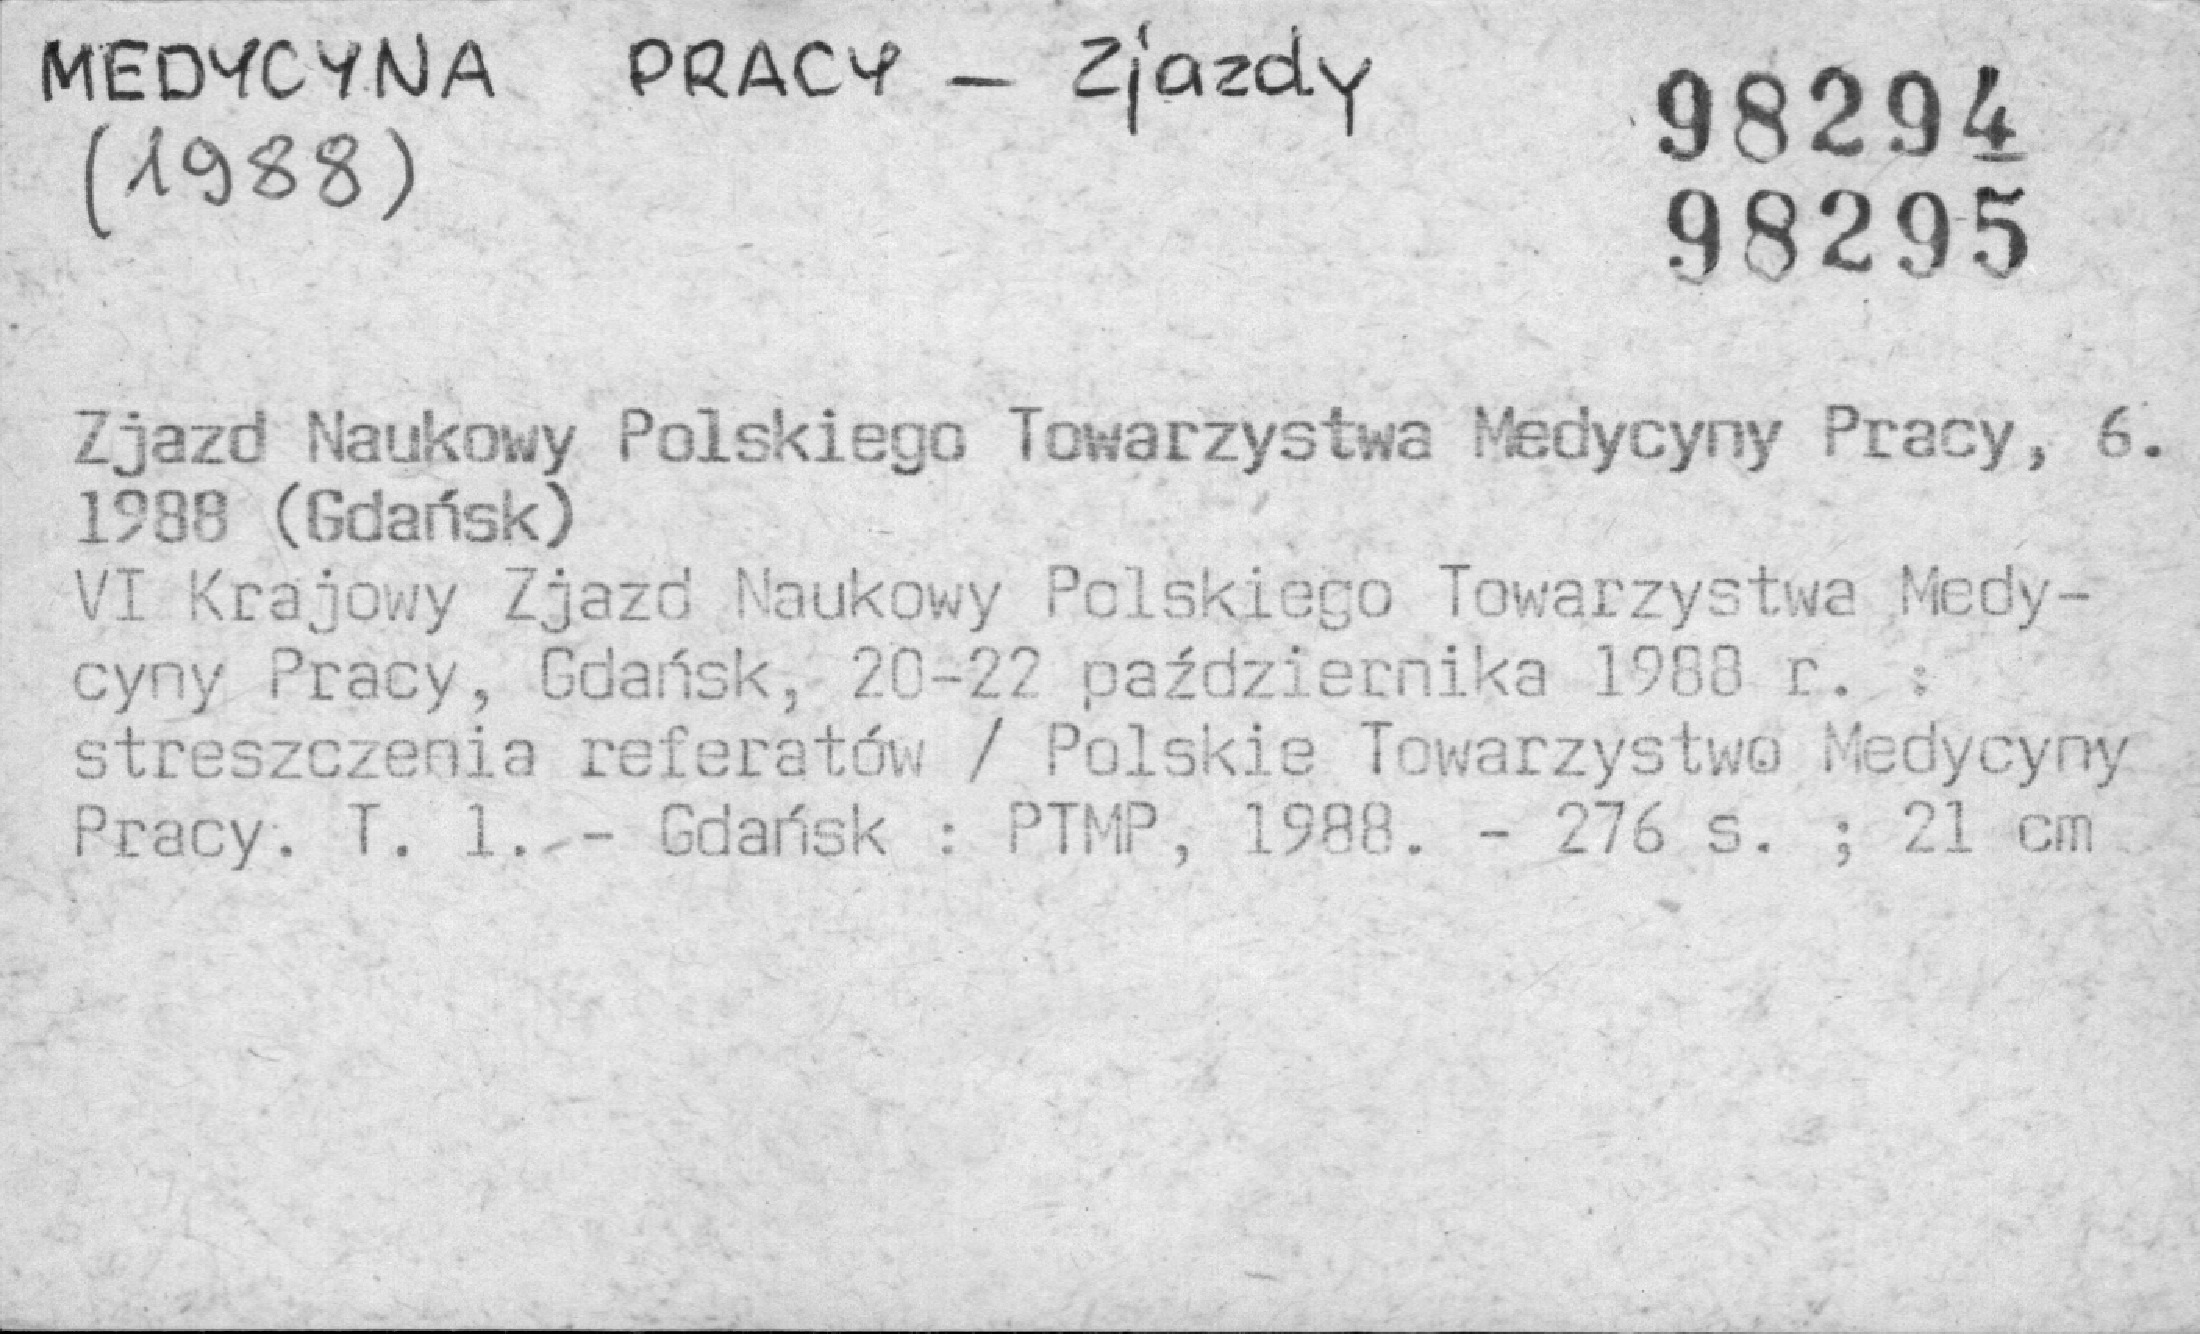 MEDYCYNA PRACY — Zjazdy
(1988)
98294
98295
Zjazd Naukowy Polskiego Towarzystwa Medycyny Pracy, 6.
1988 (Gdańsk)
VI Krajowy Zjazd Naukowy Polskiego Towarzystwa Medy-
cyny Pracy, Gdańsk, 20-22 października 1988 r. :
streszczenia referatów / Polskie Towarzystwo Medycyny
Pracy. T. 1. - Gdańsk : PTMP, 1988. - 276 s. ; 21 cm